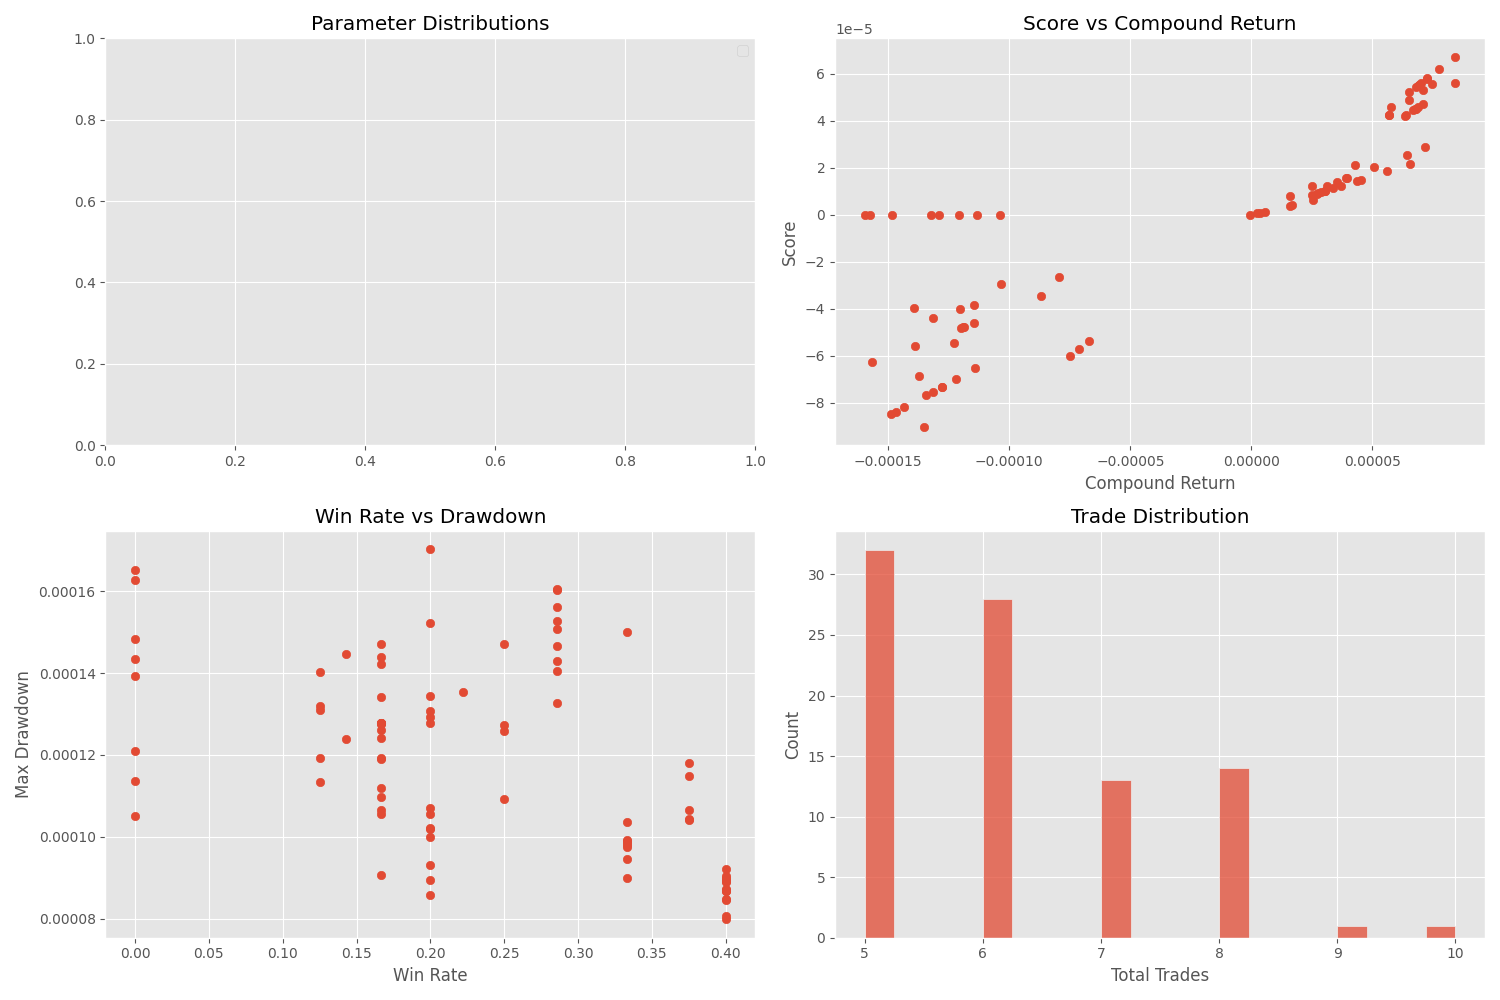 Parameter Distributions
1.0
0.8
0.6
0.4
0.2
0.0
0.0 0.2 0.4 0.6 0.8 1.0
Score vs Compound Return
1e−5
6
4
2
0
−2
−4
−6
−8
Score
−0.00015 −0.00010 −0.00005 0.00000 0.00005
Compound Return
Win Rate vs Drawdown
0.00016
0.00014
0.00012
0.00010
0.00008
Max Drawdown
0.00 0.05 0.10 0.15 0.20 0.25 0.30 0.35 0.40
Win Rate
Trade Distribution
30
25
20
15
10
5
0
Count
5 6 7 8 9 10
Total Trades